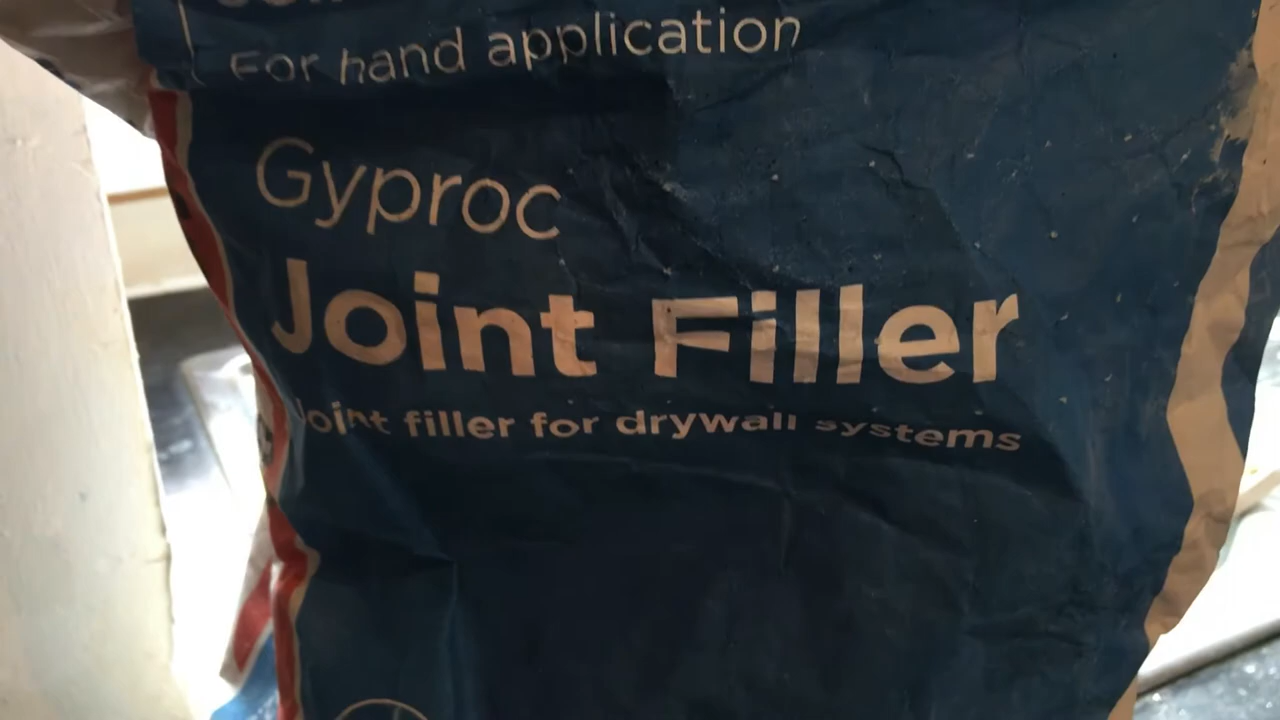 For hand application
Gyproc
Joint Filler
Joint filler for drywall systems